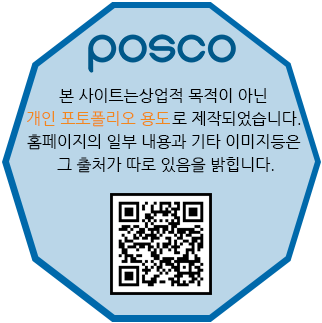 posco
본 사이트는상업적 목적이 아닌
개인 포토폴리오 용도로 제작되었습니다.
홈페이지의 일부 내용과 기타 이미지등은
그 출처가 따로 있음을 밝힙니다.